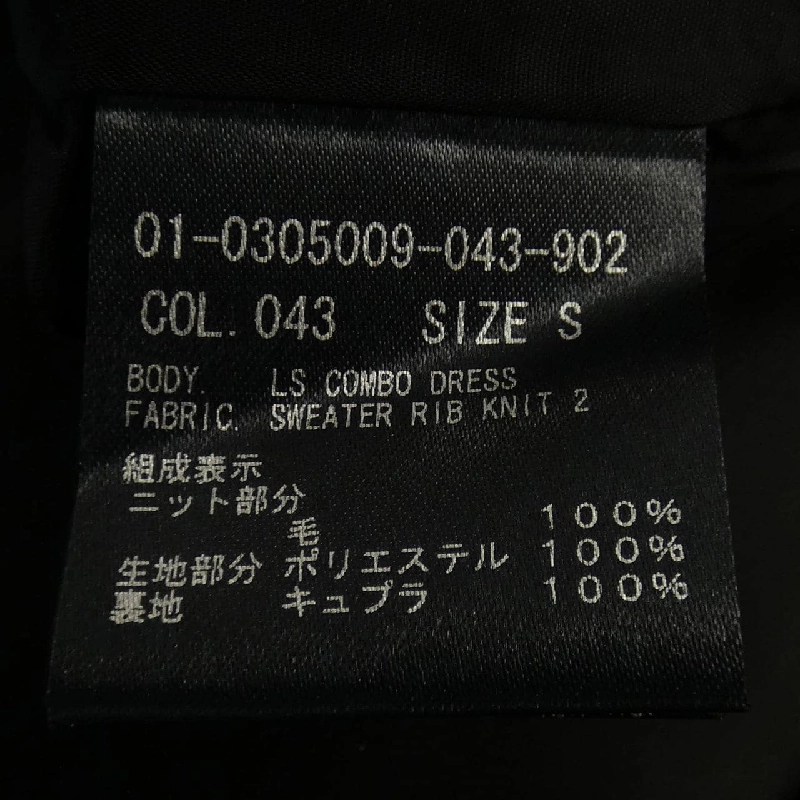 01-0305009-043-902
COL. 043 SIZE S
BODY. LS COMBO DRESS
FABRIC. SWEATER RIB KNIT 2
組成表示
ニット部分
毛 100%
生地部分 ポリエステル 100%
裏地 キュプラ 100%